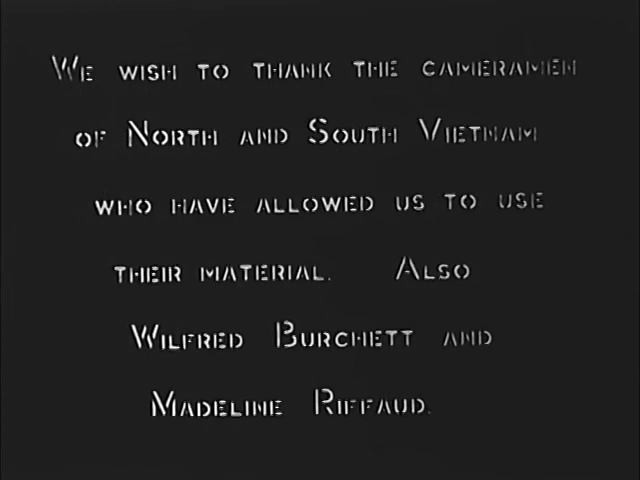 We wish to thank the cameramen
of North and South Vietnam
who have allowed us to use
their material. Also
Wilfred Burchett and
Madeline Riffaud.